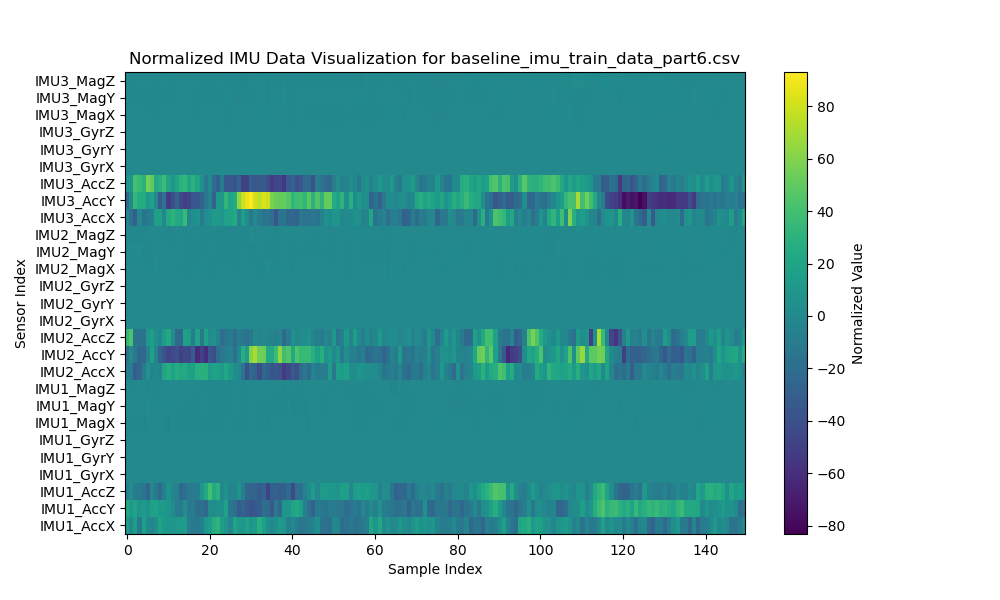 Normalized IMU Data Visualization for baseline_imu_train_data_part6.csv
IMU3_MagZ
IMU3_MagY
IMU3_MagX
IMU3_GyrZ
IMU3_GyrY
IMU3_GyrX
IMU3_AccZ
IMU3_AccY
IMU3_AccX
IMU2_MagZ
IMU2_MagY
IMU2_MagX
IMU2_GyrZ
IMU2_GyrY
IMU2_GyrX
IMU2_AccZ
IMU2_AccY
IMU2_AccX
IMU1_MagZ
IMU1_MagY
IMU1_MagX
IMU1_GyrZ
IMU1_GyrY
IMU1_GyrX
IMU1_AccZ
IMU1_AccY
IMU1_AccX
Sensor Index
0 20 40 60 80 100 120 140
Sample Index
80
60
40
20
0
−20
−40
−60
−80
Normalized Value